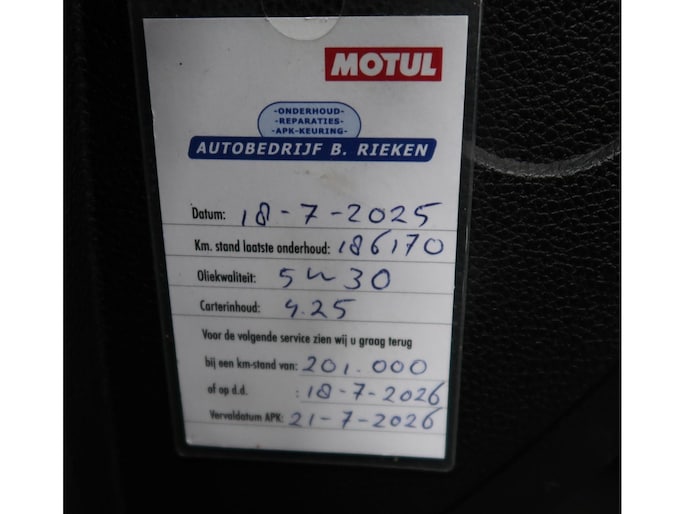 MOTUL
-ONDERHOUD-
-REPARATIES-
-APK-KEURING-
AUTOBEDRIJF B. RIEKEN
Datum: 18-7-2025
Km. stand laatste onderhoud: 186170
Oliekwaliteit: 5W30
Carterinhoud: 4.25
Voor de volgende service zien wij u graag terug
bij een km-stand van: 201.000
of op d.d. : 18-7-2026
Vervaldatum APK: 21-7-2026